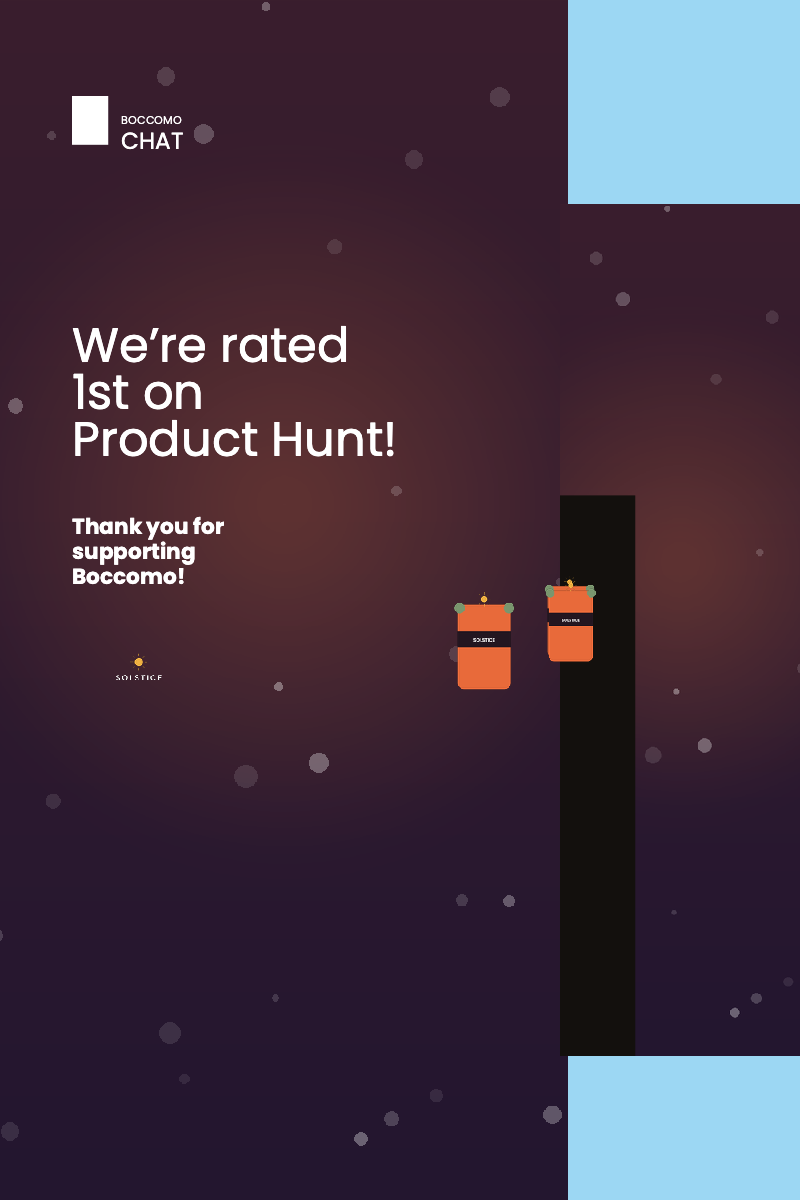 BOCCOMO
CHAT
We're rated
1st on
Product Hunt!
Thank you for
supporting
Boccomo!
SOLSTICE
SOLSTICE